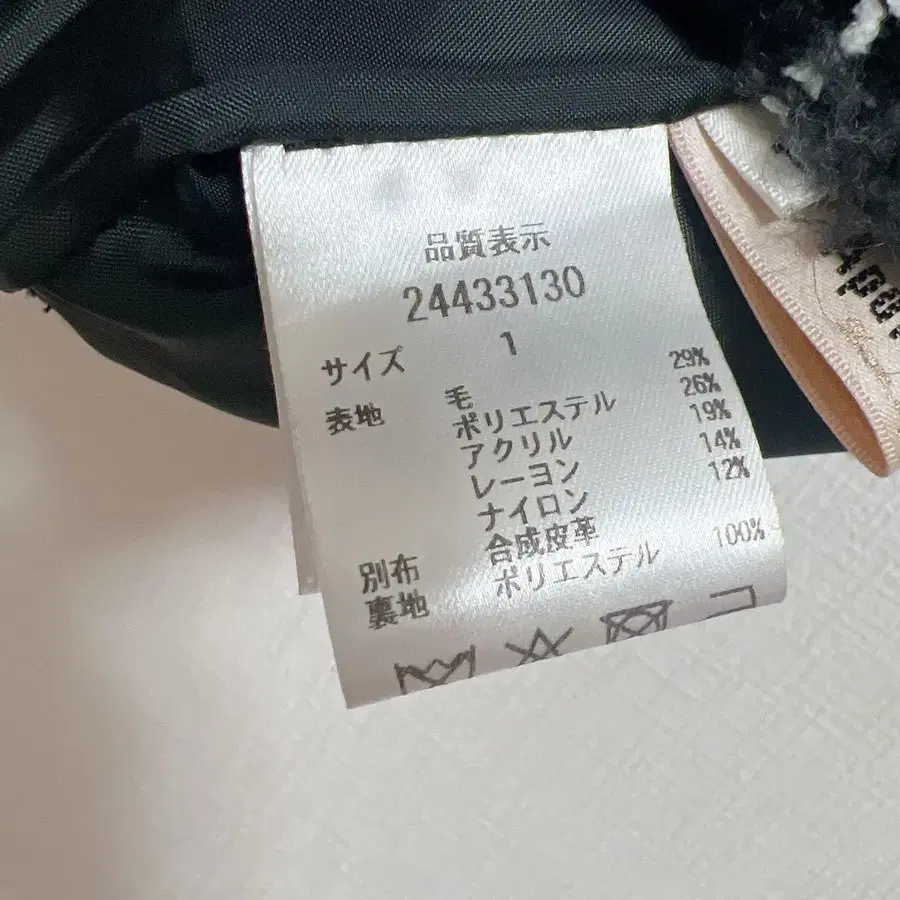 品質表示
24433130
サイズ 1
表地 毛 29%
ポリエステル 26%
アクリル 19%
レーヨン 14%
ナイロン 12%
別布 合成皮革
裏地 ポリエステル 100%